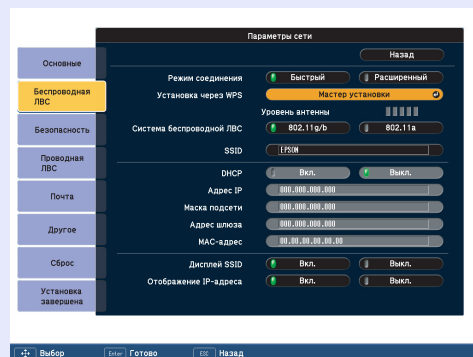 Параметры сети
Назад
Основные
Беспроводная
ЛВС
Безопасность
Проводная
ЛВС
Почта
Другое
Сброс
Установка
завершена
Режим соединения Быстрый Расширенный
Установка через WPS Мастер установки
Уровень антенны
Система беспроводной ЛВС 802.11g/b 802.11a
SSID EPSON
DHCP Вкл. Выкл.
Адрес IP 000.000.000.000
Маска подсети 000.000.000.000
Адрес шлюза 000.000.000.000
MAC-адрес 00.00.00.00.00.00
Дисплей SSID Вкл. Выкл.
Отображение IP-адреса Вкл. Выкл.
Выбор Enter Готово ESC Назад